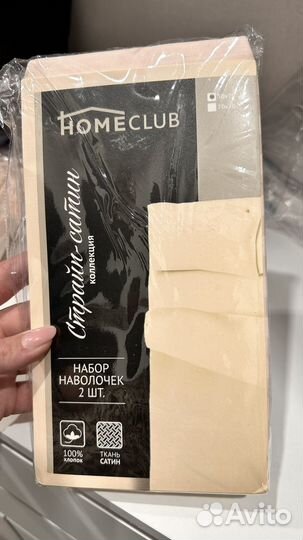 HOMECLUB
Страйп-сатин
коллекция
НАБОР
НАВОЛОЧЕК
2 ШТ.
100%
ХЛОПОК
ТКАНЬ
САТИН
Avito